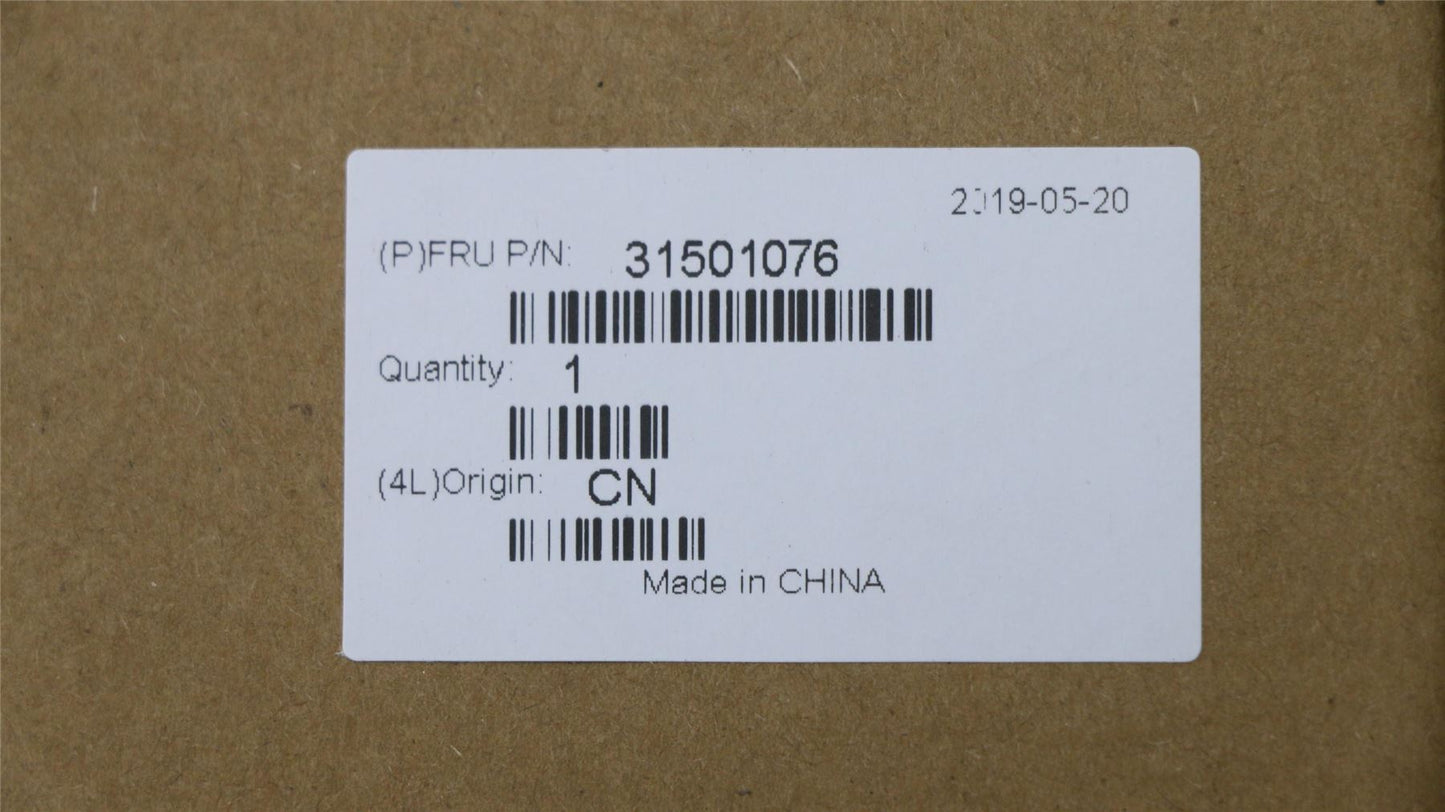 2019-05-20
(P)FRU P/N: 31501076
Quantity: 1
(4L)Origin: CN
Made in CHINA